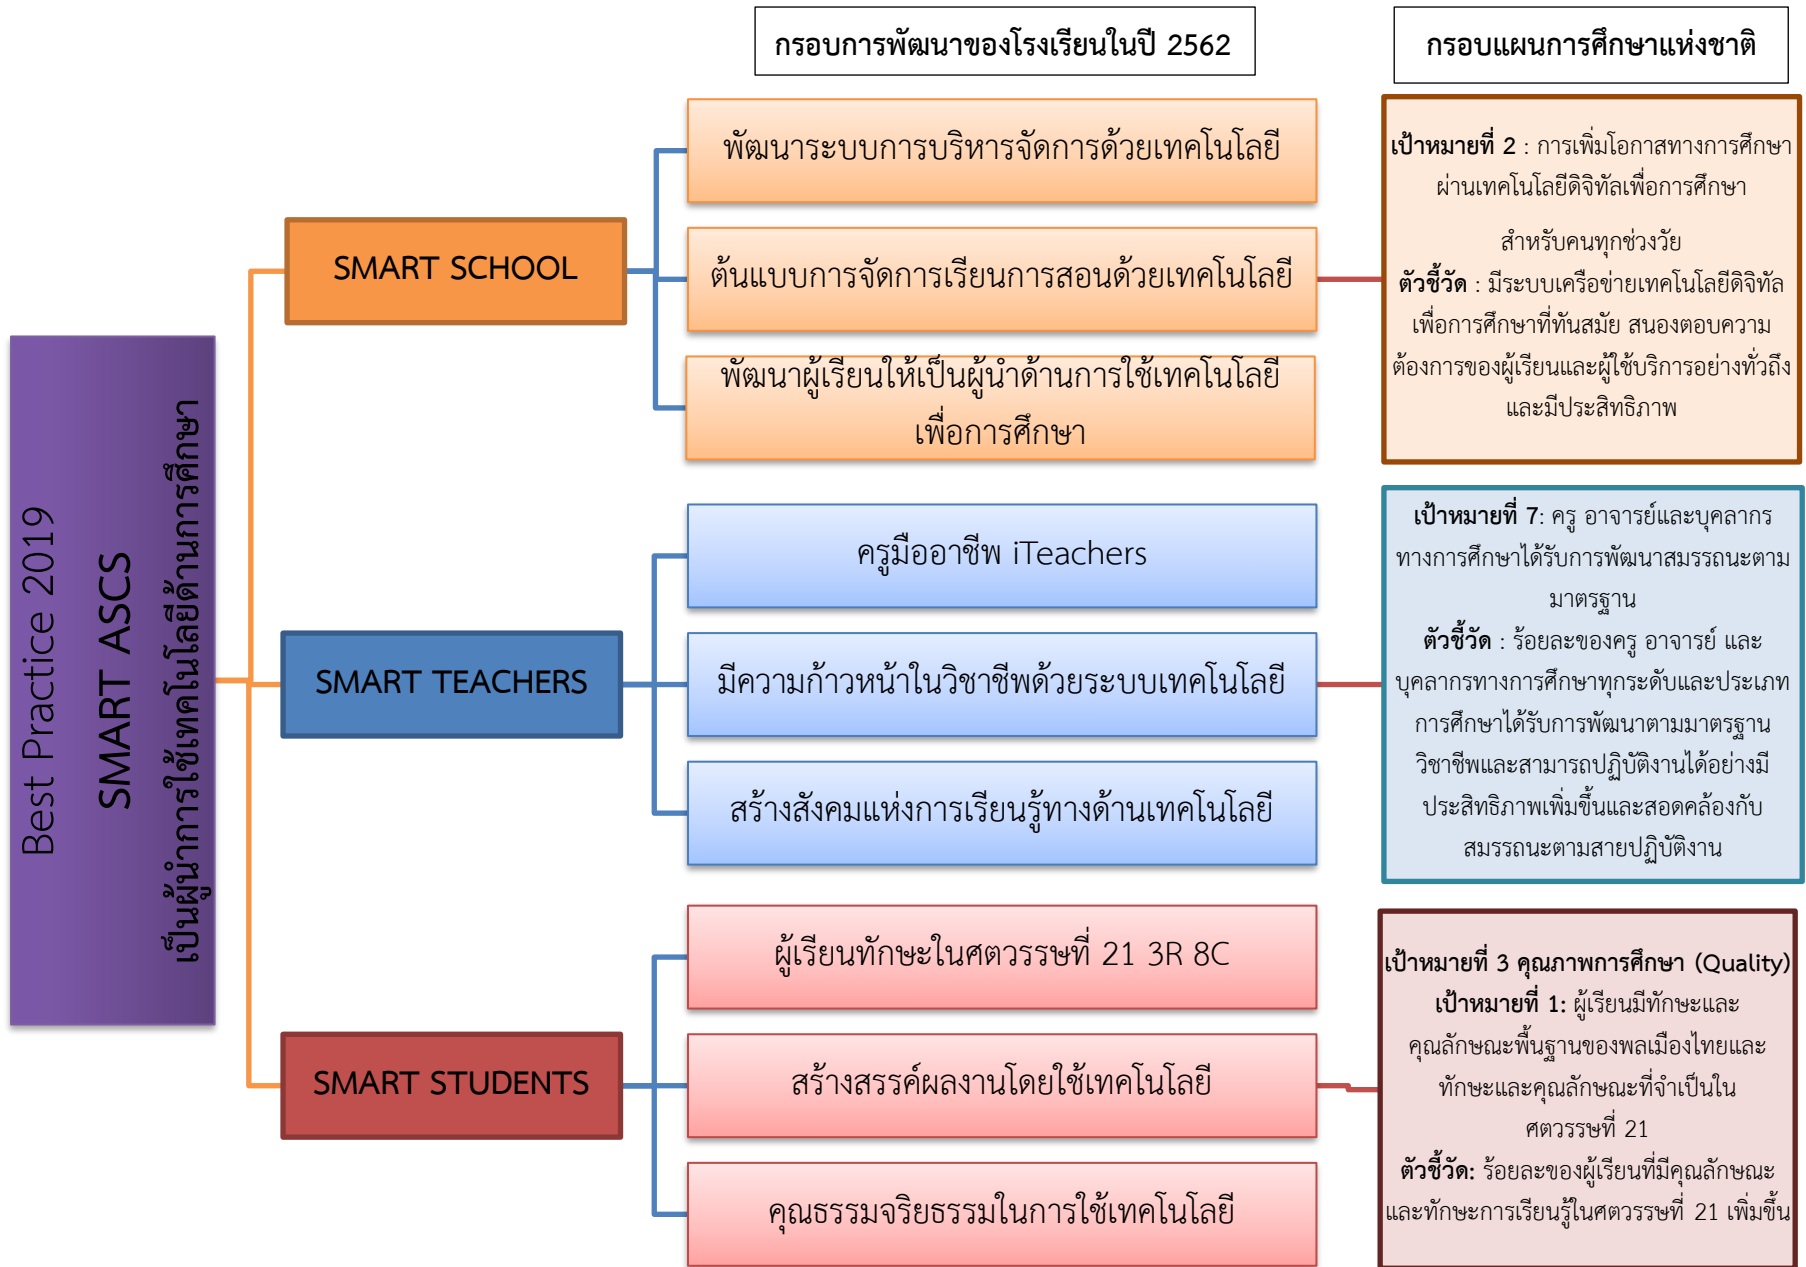 กรอบการพัฒนาของโรงเรียนในปี 2562
กรอบแผนการศึกษาแห่งชาติ
Best Practice 2019
SMART ASCS
เป็นผู้นำการใช้เทคโนโลยีด้านการศึกษา
SMART SCHOOL
พัฒนาระบบการบริหารจัดการด้วยเทคโนโลยี
ต้นแบบการจัดการเรียนการสอนด้วยเทคโนโลยี
พัฒนาผู้เรียนให้เป็นผู้นำด้านการใช้เทคโนโลยี
เพื่อการศึกษา
เป้าหมายที่ 2 : การเพิ่มโอกาสทางการศึกษา
ผ่านเทคโนโลยีดิจิทัลเพื่อการศึกษา
สำหรับคนทุกช่วงวัย
ตัวชี้วัด : มีระบบเครือข่ายเทคโนโลยีดิจิทัล
เพื่อการศึกษาที่ทันสมัย สนองตอบความ
ต้องการของผู้เรียนและผู้ใช้บริการอย่างทั่วถึง
และมีประสิทธิภาพ
SMART TEACHERS
ครูมืออาชีพ iTeachers
มีความก้าวหน้าในวิชาชีพด้วยระบบเทคโนโลยี
สร้างสังคมแห่งการเรียนรู้ทางด้านเทคโนโลยี
เป้าหมายที่ 7: ครู อาจารย์และบุคลากร
ทางการศึกษาได้รับการพัฒนาสมรรถนะตาม
มาตรฐาน
ตัวชี้วัด : ร้อยละของครู อาจารย์ และ
บุคลากรทางการศึกษาทุกระดับและประเภท
การศึกษาได้รับการพัฒนาตามมาตรฐาน
วิชาชีพและสามารถปฏิบัติงานได้อย่างมี
ประสิทธิภาพเพิ่มขึ้นและสอดคล้องกับ
สมรรถนะตามสายปฏิบัติงาน
SMART STUDENTS
ผู้เรียนทักษะในศตวรรษที่ 21 3R 8C
สร้างสรรค์ผลงานโดยใช้เทคโนโลยี
คุณธรรมจริยธรรมในการใช้เทคโนโลยี
เป้าหมายที่ 3 คุณภาพการศึกษา (Quality)
เป้าหมายที่ 1: ผู้เรียนมีทักษะและ
คุณลักษณะพื้นฐานของพลเมืองไทยและ
ทักษะและคุณลักษณะที่จำเป็นใน
ศตวรรษที่ 21
ตัวชี้วัด: ร้อยละของผู้เรียนที่มีคุณลักษณะ
และทักษะการเรียนรู้ในศตวรรษที่ 21 เพิ่มขึ้น